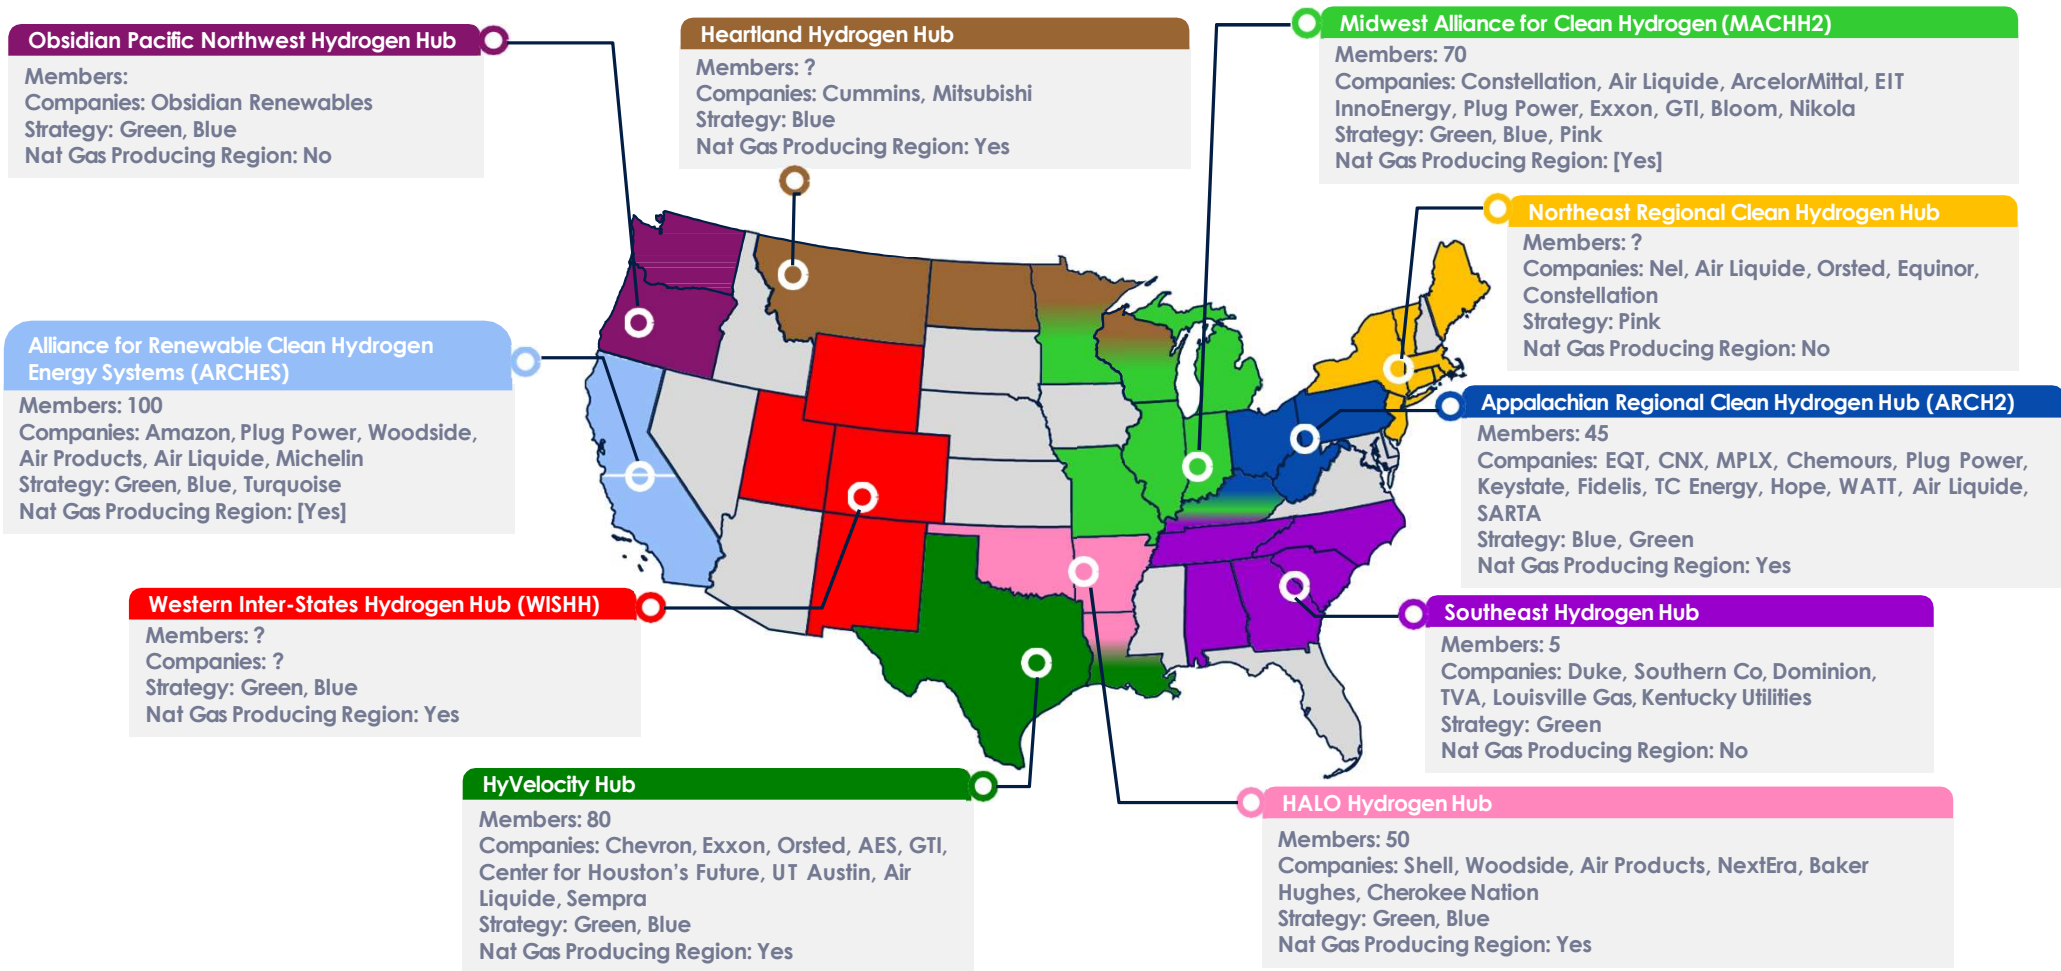 Obsidian Pacific Northwest Hydrogen Hub
Members:
Companies: Obsidian Renewables
Strategy: Green, Blue
Nat Gas Producing Region: No
Heartland Hydrogen Hub
Members: ?
Companies: Cummins, Mitsubishi
Strategy: Blue
Nat Gas Producing Region: Yes
Midwest Alliance for Clean Hydrogen (MACHH2)
Members: 70
Companies: Constellation, Air Liquide, ArcelorMittal, EIT
InnoEnergy, Plug Power, Exxon, GTI, Bloom, Nikola
Strategy: Green, Blue, Pink
Nat Gas Producing Region: [Yes]
Northeast Regional Clean Hydrogen Hub
Members: ?
Companies: Nel, Air Liquide, Orsted, Equinor,
Constellation
Strategy: Pink
Nat Gas Producing Region: No
Alliance for Renewable Clean Hydrogen
Energy Systems (ARCHES)
Members: 100
Companies: Amazon, Plug Power, Woodside,
Air Products, Air Liquide, Michelin
Strategy: Green, Blue, Turquoise
Nat Gas Producing Region: [Yes]
Appalachian Regional Clean Hydrogen Hub (ARCH2)
Members: 45
Companies: EQT, CNX, MPLX, Chemours, Plug Power,
Keystate, Fidelis, TC Energy, Hope, WATT, Air Liquide,
SARTA
Strategy: Blue, Green
Nat Gas Producing Region: Yes
Western Inter-States Hydrogen Hub (WISHH)
Members: ?
Companies: ?
Strategy: Green, Blue
Nat Gas Producing Region: Yes
Southeast Hydrogen Hub
Members: 5
Companies: Duke, Southern Co, Dominion,
TVA, Louisville Gas, Kentucky Utilities
Strategy: Green
Nat Gas Producing Region: No
HyVelocity Hub
Members: 80
Companies: Chevron, Exxon, Orsted, AES, GTI,
Center for Houston's Future, UT Austin, Air
Liquide, Sempra
Strategy: Green, Blue
Nat Gas Producing Region: Yes
HALO Hydrogen Hub
Members: 50
Companies: Shell, Woodside, Air Products, NextEra, Baker
Hughes, Cherokee Nation
Strategy: Green, Blue
Nat Gas Producing Region: Yes